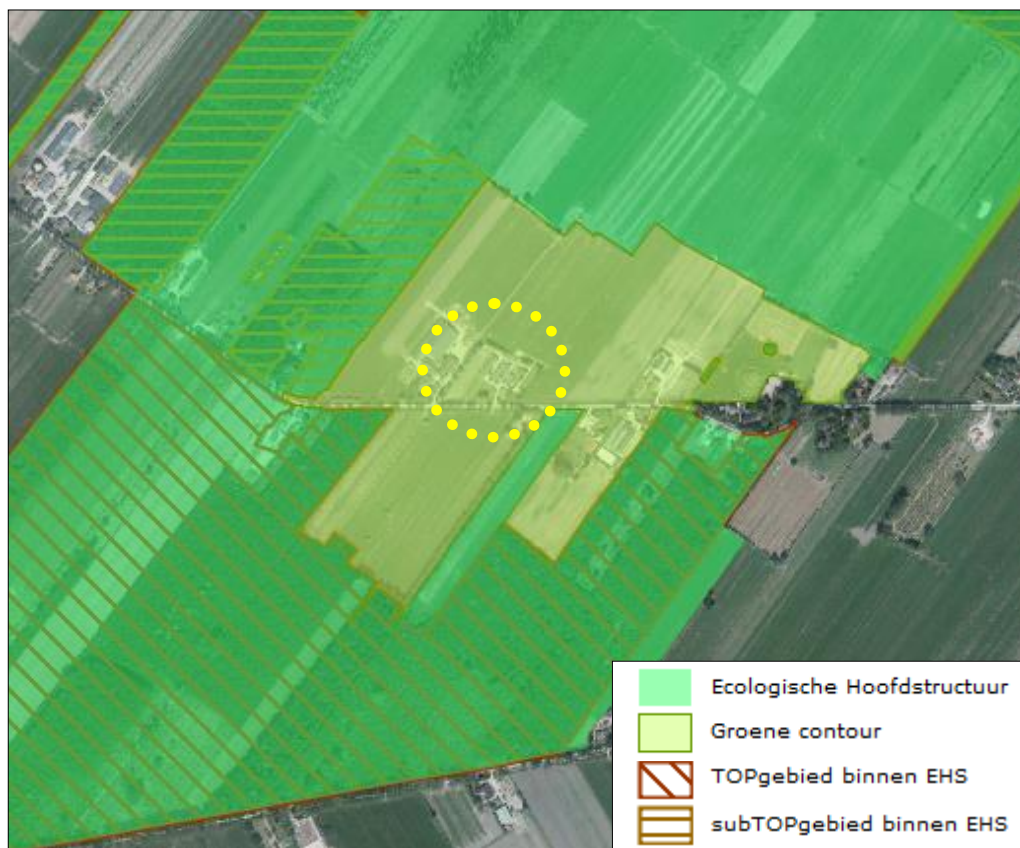 Ecologische Hoofdstructuur
Groene contour
TOPgebied binnen EHS
subTOPgebied binnen EHS